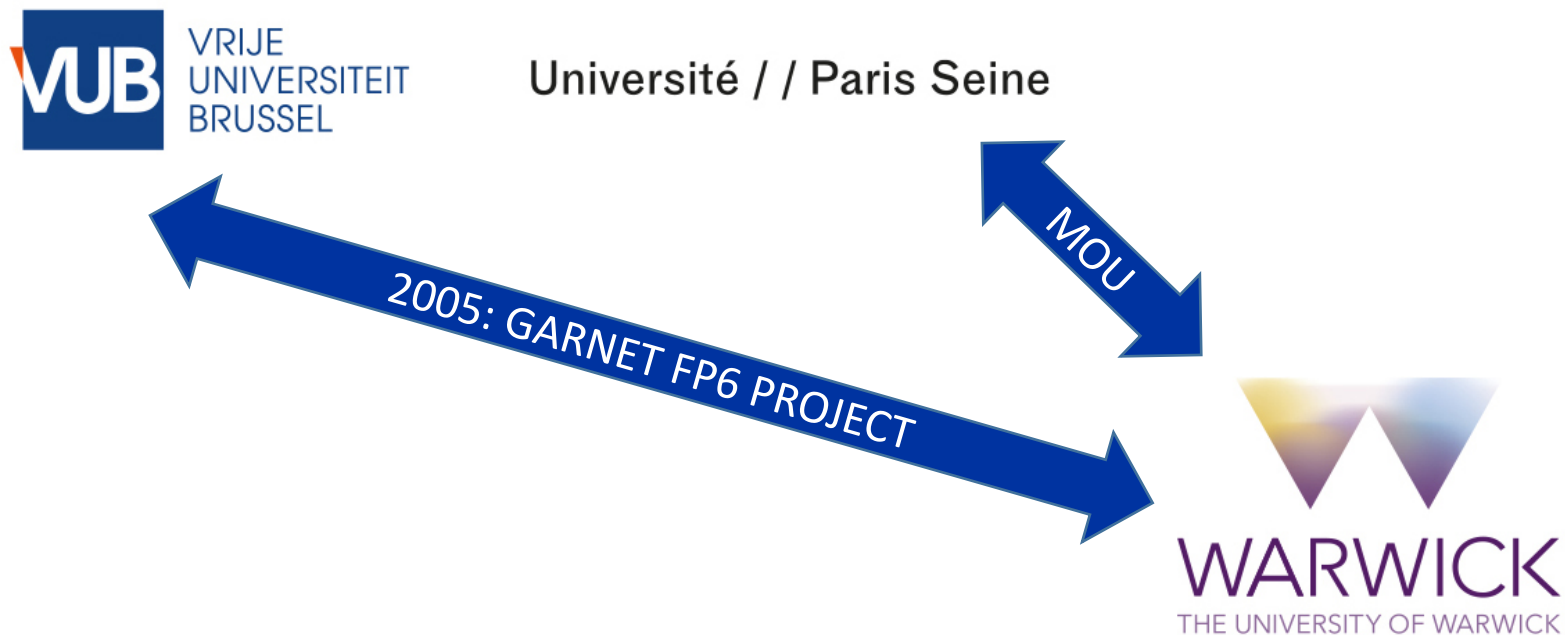 VUB
VRIJE
UNIVERSITEIT
BRUSSEL
Université / / Paris Seine
MOU
2005: GARNET FP6 PROJECT
WARWICK
THE UNIVERSITY OF WARWICK